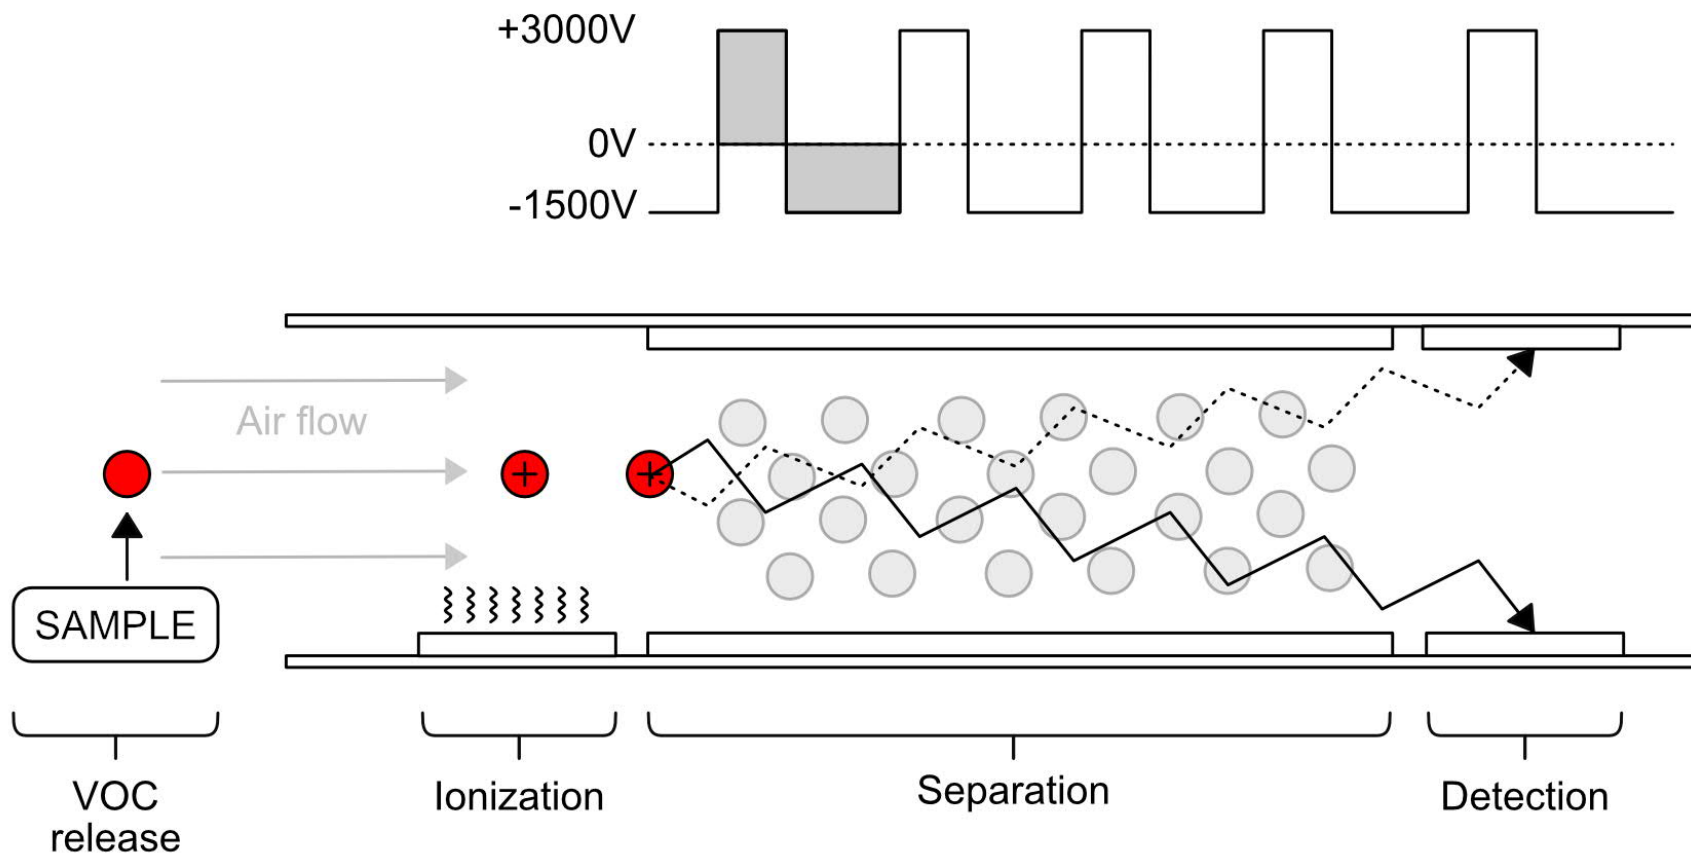 +3000V
0V
-1500V
Air flow
+
+
SAMPLE
VOC
release
Ionization
Separation
Detection